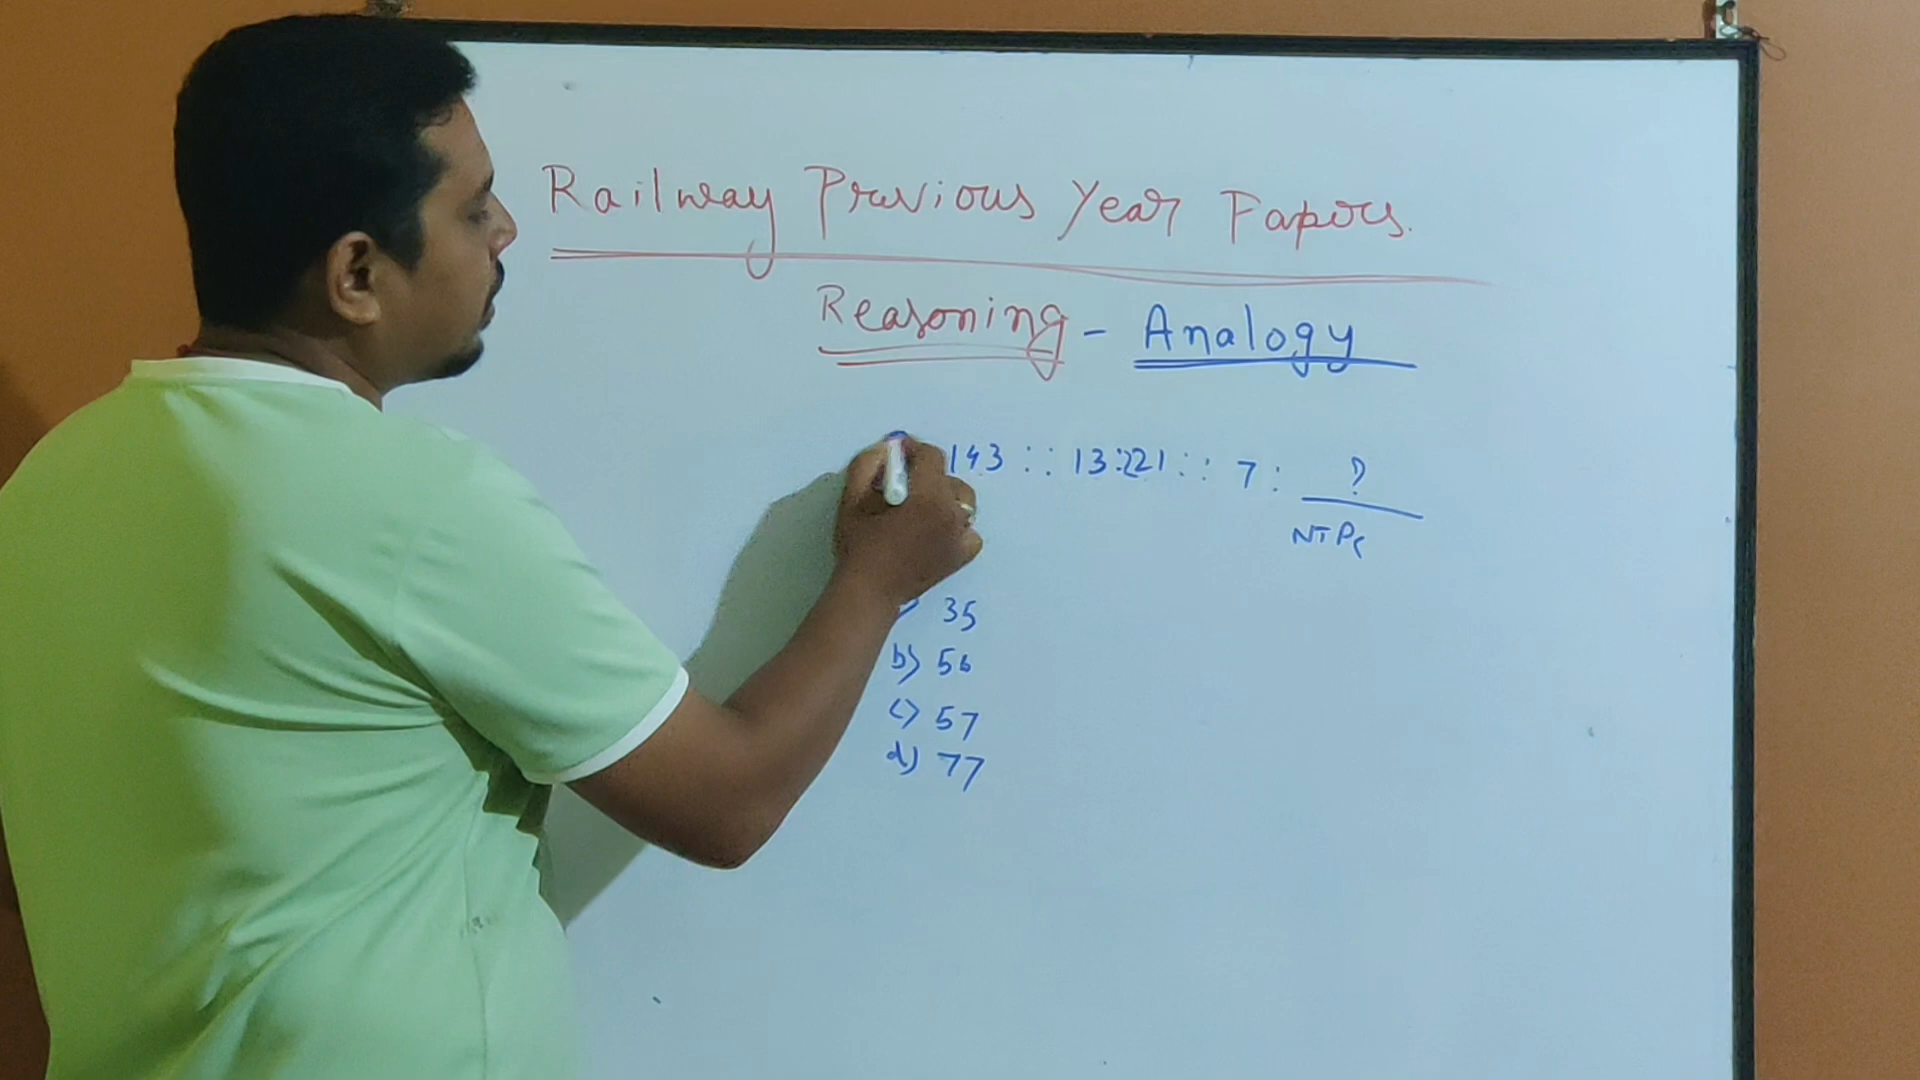 Railway Previous Year Papers.
Reasoning - Analogy
143 :: 13:221 :: 7 : ?
NTPC
35
b) 56
c) 57
d) 77